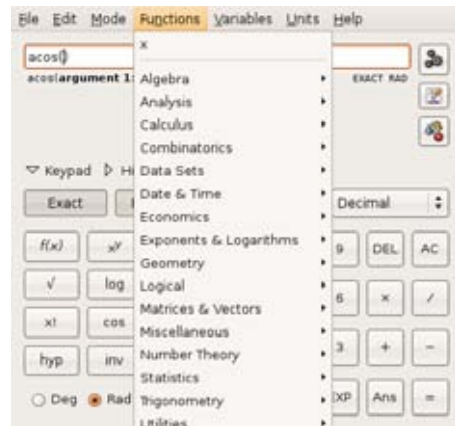 File Edit Mode Functions Variables Units Help
x
acos()
acos(argument 1:
EXACT RAD
Algebra
Analysis
Calculus
Combinatorics
Keypad
Data Sets
Date & Time
Exact
Decimal
Economics
Exponents & Logarithms
f(x) xy 9 DEL AC
Geometry
Logical
√ log 6 × /
Matrices & Vectors
Miscellaneous
x! cos
Number Theory
3 + −
hyp inv
Statistics
Deg Rad
Trigonometry
XP Ans =
Utilities